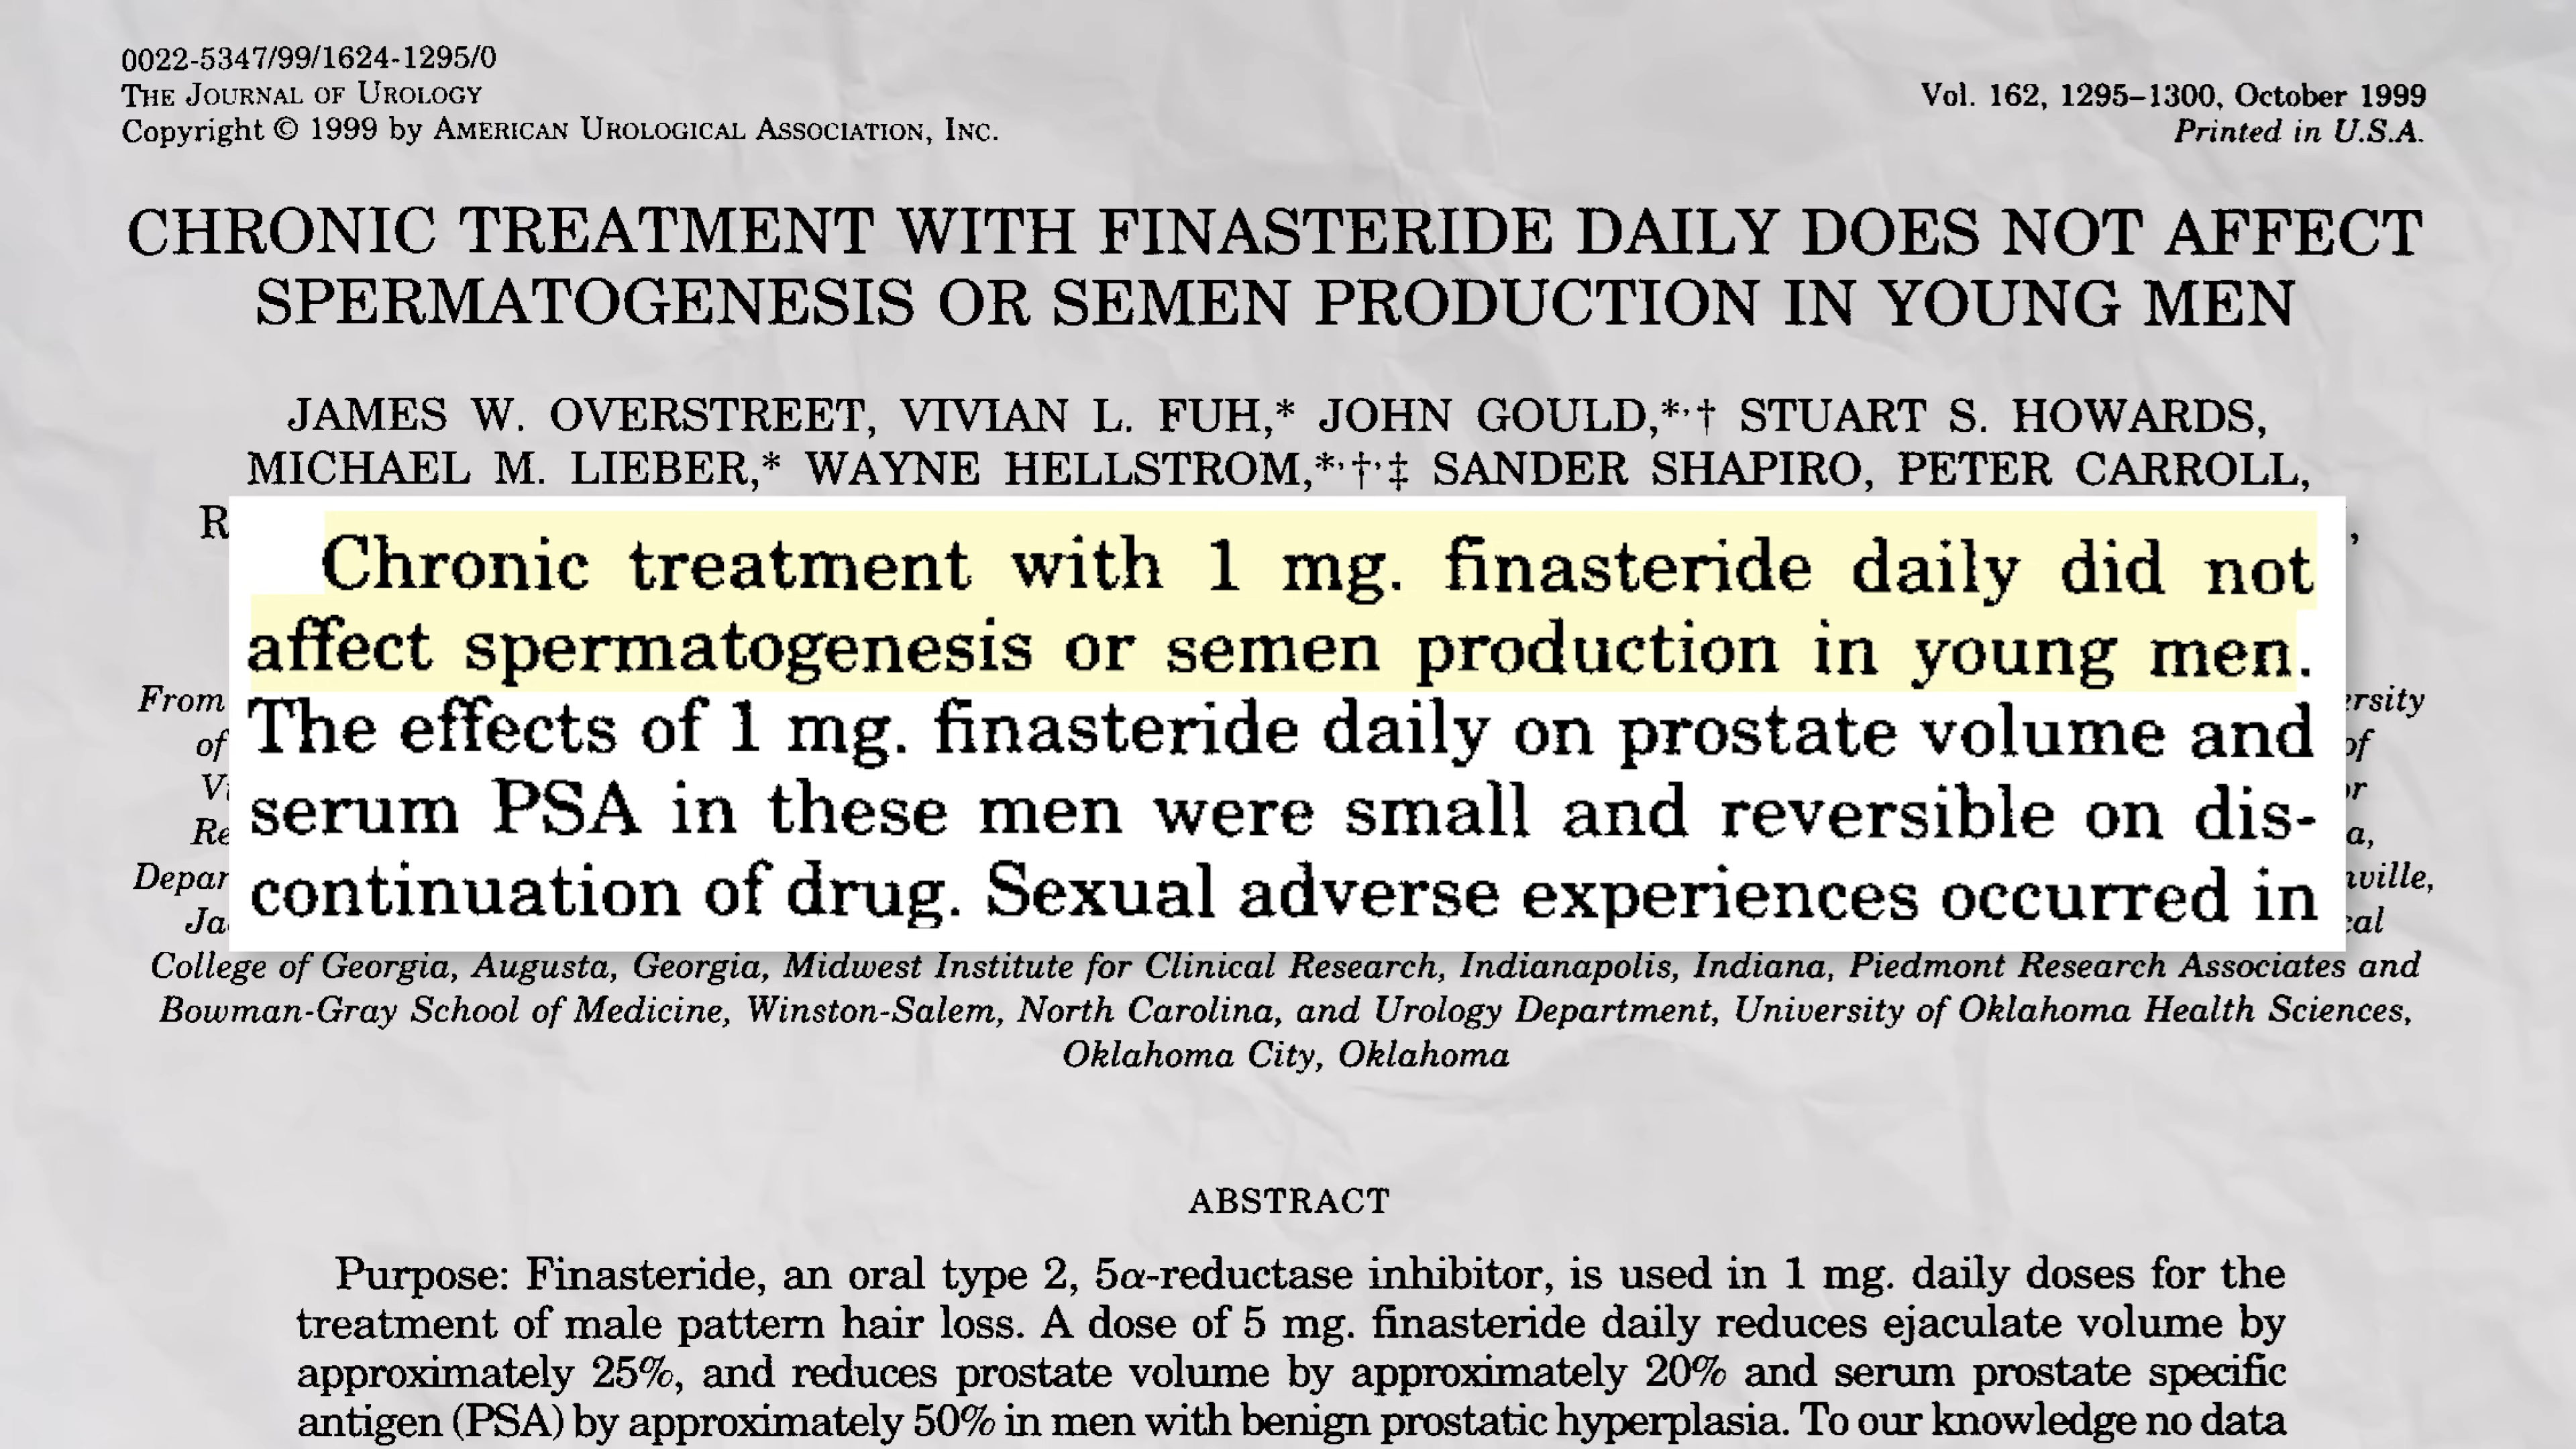 0022-5347/99/1624-1295/0
THE JOURNAL OF UROLOGY
Copyright © 1999 by AMERICAN UROLOGICAL ASSOCIATION, INC.
Vol. 162, 1295–1300, October 1999
Printed in U.S.A.
CHRONIC TREATMENT WITH FINASTERIDE DAILY DOES NOT AFFECT
SPERMATOGENESIS OR SEMEN PRODUCTION IN YOUNG MEN
JAMES W. OVERSTREET, VIVIAN L. FUH,* JOHN GOULD,*,† STUART S. HOWARDS,
MICHAEL M. LIEBER,* WAYNE HELLSTROM,*,†,‡ SANDER SHAPIRO, PETER CARROLL,
Chronic treatment with 1 mg. finasteride daily did not
affect spermatogenesis or semen production in young men.
The effects of 1 mg. finasteride daily on prostate volume and
serum PSA in these men were small and reversible on dis-
continuation of drug. Sexual adverse experiences occurred in
From
of
of
College of Georgia, Augusta, Georgia, Midwest Institute for Clinical Research, Indianapolis, Indiana, Piedmont Research Associates and
Bowman-Gray School of Medicine, Winston-Salem, North Carolina, and Urology Department, University of Oklahoma Health Sciences,
Oklahoma City, Oklahoma
ABSTRACT
Purpose: Finasteride, an oral type 2, 5α-reductase inhibitor, is used in 1 mg. daily doses for the
treatment of male pattern hair loss. A dose of 5 mg. finasteride daily reduces ejaculate volume by
approximately 25%, and reduces prostate volume by approximately 20% and serum prostate specific
antigen (PSA) by approximately 50% in men with benign prostatic hyperplasia. To our knowledge no data